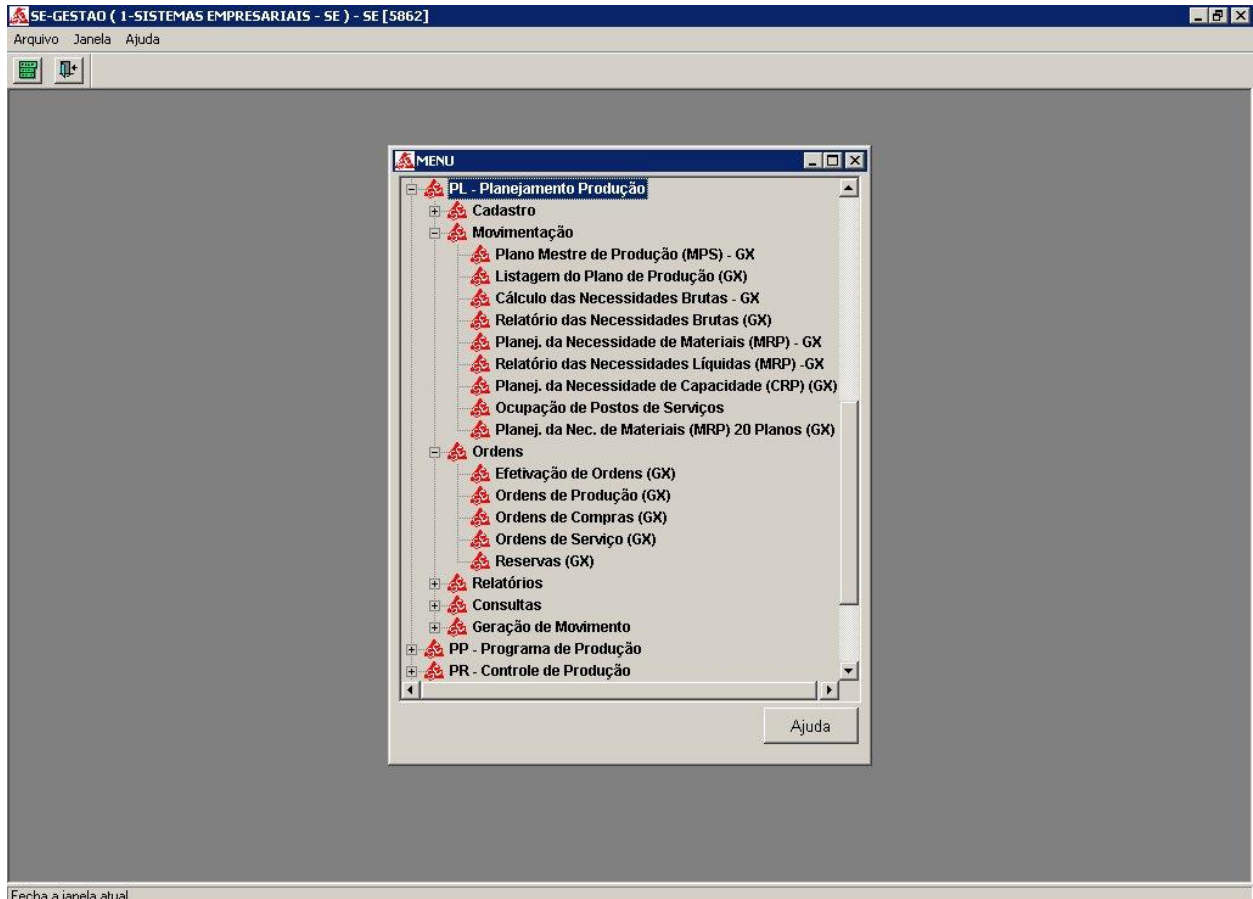 SE-GESTAO ( 1-SISTEMAS EMPRESARIAIS - SE ) - SE [5862]
Arquivo Janela Ajuda
MENU
PL - Planejamento Produção
Cadastro
Movimentação
Plano Mestre de Produção (MPS) - GX
Listagem do Plano de Produção (GX)
Cálculo das Necessidades Brutas - GX
Relatório das Necessidades Brutas (GX)
Planej. da Necessidade de Materiais (MRP) - GX
Relatório das Necessidades Líquidas (MRP) -GX
Planej. da Necessidade de Capacidade (CRP) (GX)
Ocupação de Postos de Serviços
Planej. da Nec. de Materiais (MRP) 20 Planos (GX)
Ordens
Efetivação de Ordens (GX)
Ordens de Produção (GX)
Ordens de Compras (GX)
Ordens de Serviço (GX)
Reservas (GX)
Relatórios
Consultas
Geração de Movimento
PP - Programa de Produção
PR - Controle de Produção
Ajuda
Fecha a janela atual